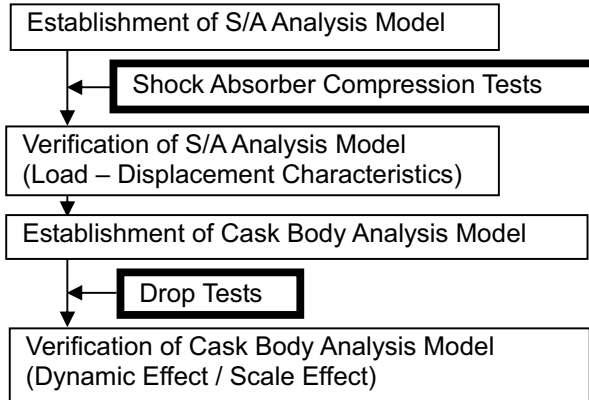 Establishment of S/A Analysis Model
Shock Absorber Compression Tests
Verification of S/A Analysis Model
(Load – Displacement Characteristics)
Establishment of Cask Body Analysis Model
Drop Tests
Verification of Cask Body Analysis Model
(Dynamic Effect / Scale Effect)